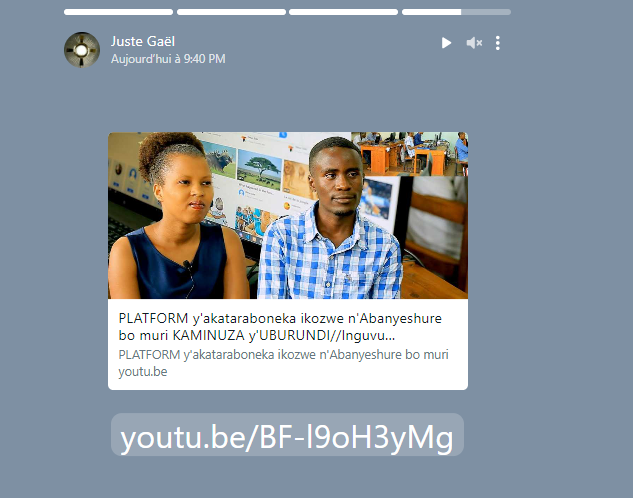 Juste Gaël
Aujourd'hui à 9:40 PM
PLATFORM y'akataraboneka ikozwe n'Abanyeshure
bo muri KAMINUZA y'UBURUNDI//Inguvu...
PLATFORM y'akataraboneka ikozwe n'Abanyeshure bo muri
youtu.be
youtu.be/BF-l9oH3yMg